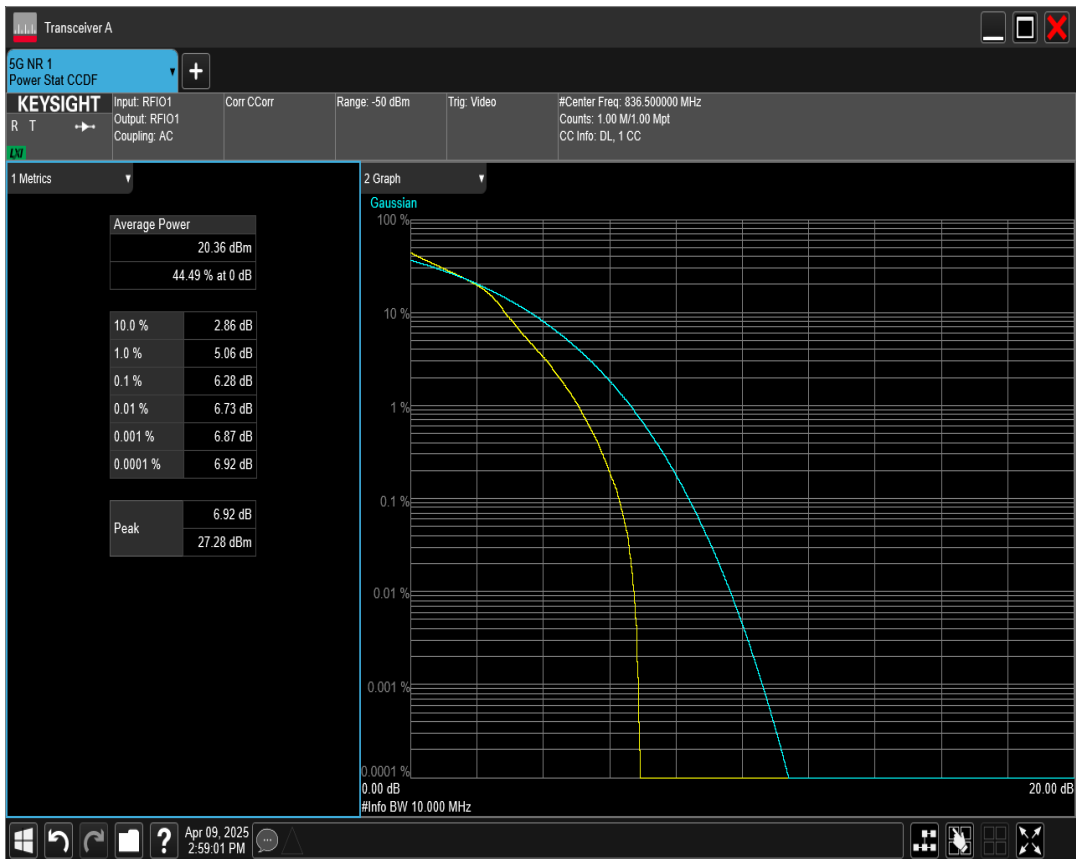 Transceiver A
5G NR 1
Power Stat CCDF
KEYSIGHT
R T
LXI
Input: RFIO1
Output: RFIO1
Coupling: AC
Corr CCorr
Range: -50 dBm
Trig: Video
#Center Freq: 836.500000 MHz
Counts: 1.00 M/1.00 Mpt
CC Info: DL, 1 CC
1 Metrics
Average Power
20.36 dBm
44.49 % at 0 dB
10.0 % 2.86 dB
1.0 % 5.06 dB
0.1 % 6.28 dB
0.01 % 6.73 dB
0.001 % 6.87 dB
0.0001 % 6.92 dB
Peak
6.92 dB
27.28 dBm
2 Graph
Gaussian
100 %
10 %
1 %
0.1 %
0.01 %
0.001 %
0.0001 %
0.00 dB 20.00 dB
#Info BW 10.000 MHz
?
Apr 09, 2025
2:59:01 PM